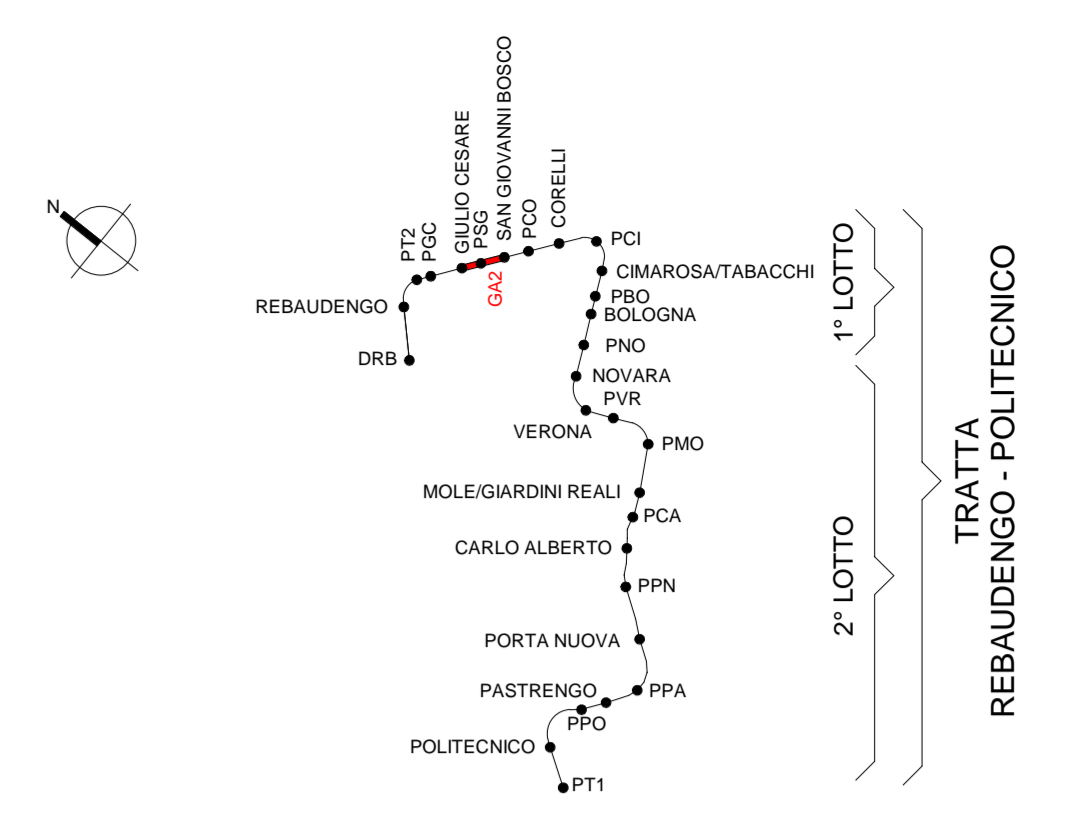 N
PT2
PGC
GIULIO CESARE
PSG
SAN GIOVANNI BOSCO
PCO
CORELLI
GA2
PCI
CIMAROSA/TABACCHI
REBAUDENGO
PBO
BOLOGNA
DRB
PNO
NOVARA
PVR
VERONA
PMO
MOLE/GIARDINI REALI
PCA
CARLO ALBERTO
PPN
PORTA NUOVA
PASTRENGO
PPA
PPO
POLITECNICO
PT1
1° LOTTO
2° LOTTO
TRATTA
REBAUDENGO - POLITECNICO